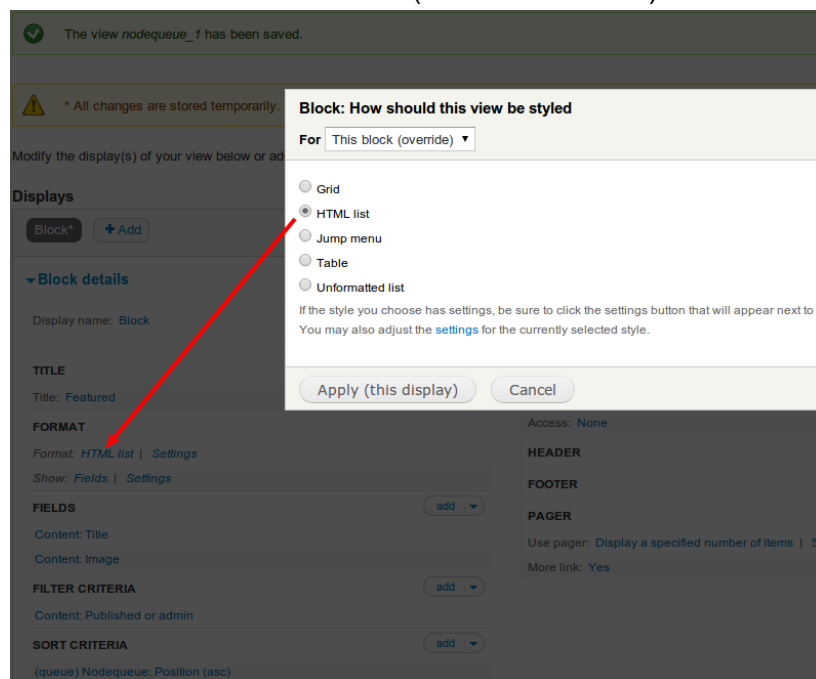 The view nodequeue_1 has been saved.
* All changes are stored temporarily.
Modify the display(s) of your view below or ad
Displays
Block*
Add
Block details
Display name: Block
TITLE
Title: Featured
FORMAT
Format: HTML list | Settings
Show: Fields | Settings
FIELDS
add
Content: Title
Content: Image
FILTER CRITERIA
add
Content: Published or admin
SORT CRITERIA
add
(queue) Nodequeue: Position (asc)
Block: How should this view be styled
For This block (override)
Grid
HTML list
Jump menu
Table
Unformatted list
If the style you choose has settings, be sure to click the settings button that will appear next to
You may also adjust the settings for the currently selected style.
Apply (this display)
Cancel
Access: None
HEADER
FOOTER
PAGER
Use pager: Display a specified number of items |
More link: Yes